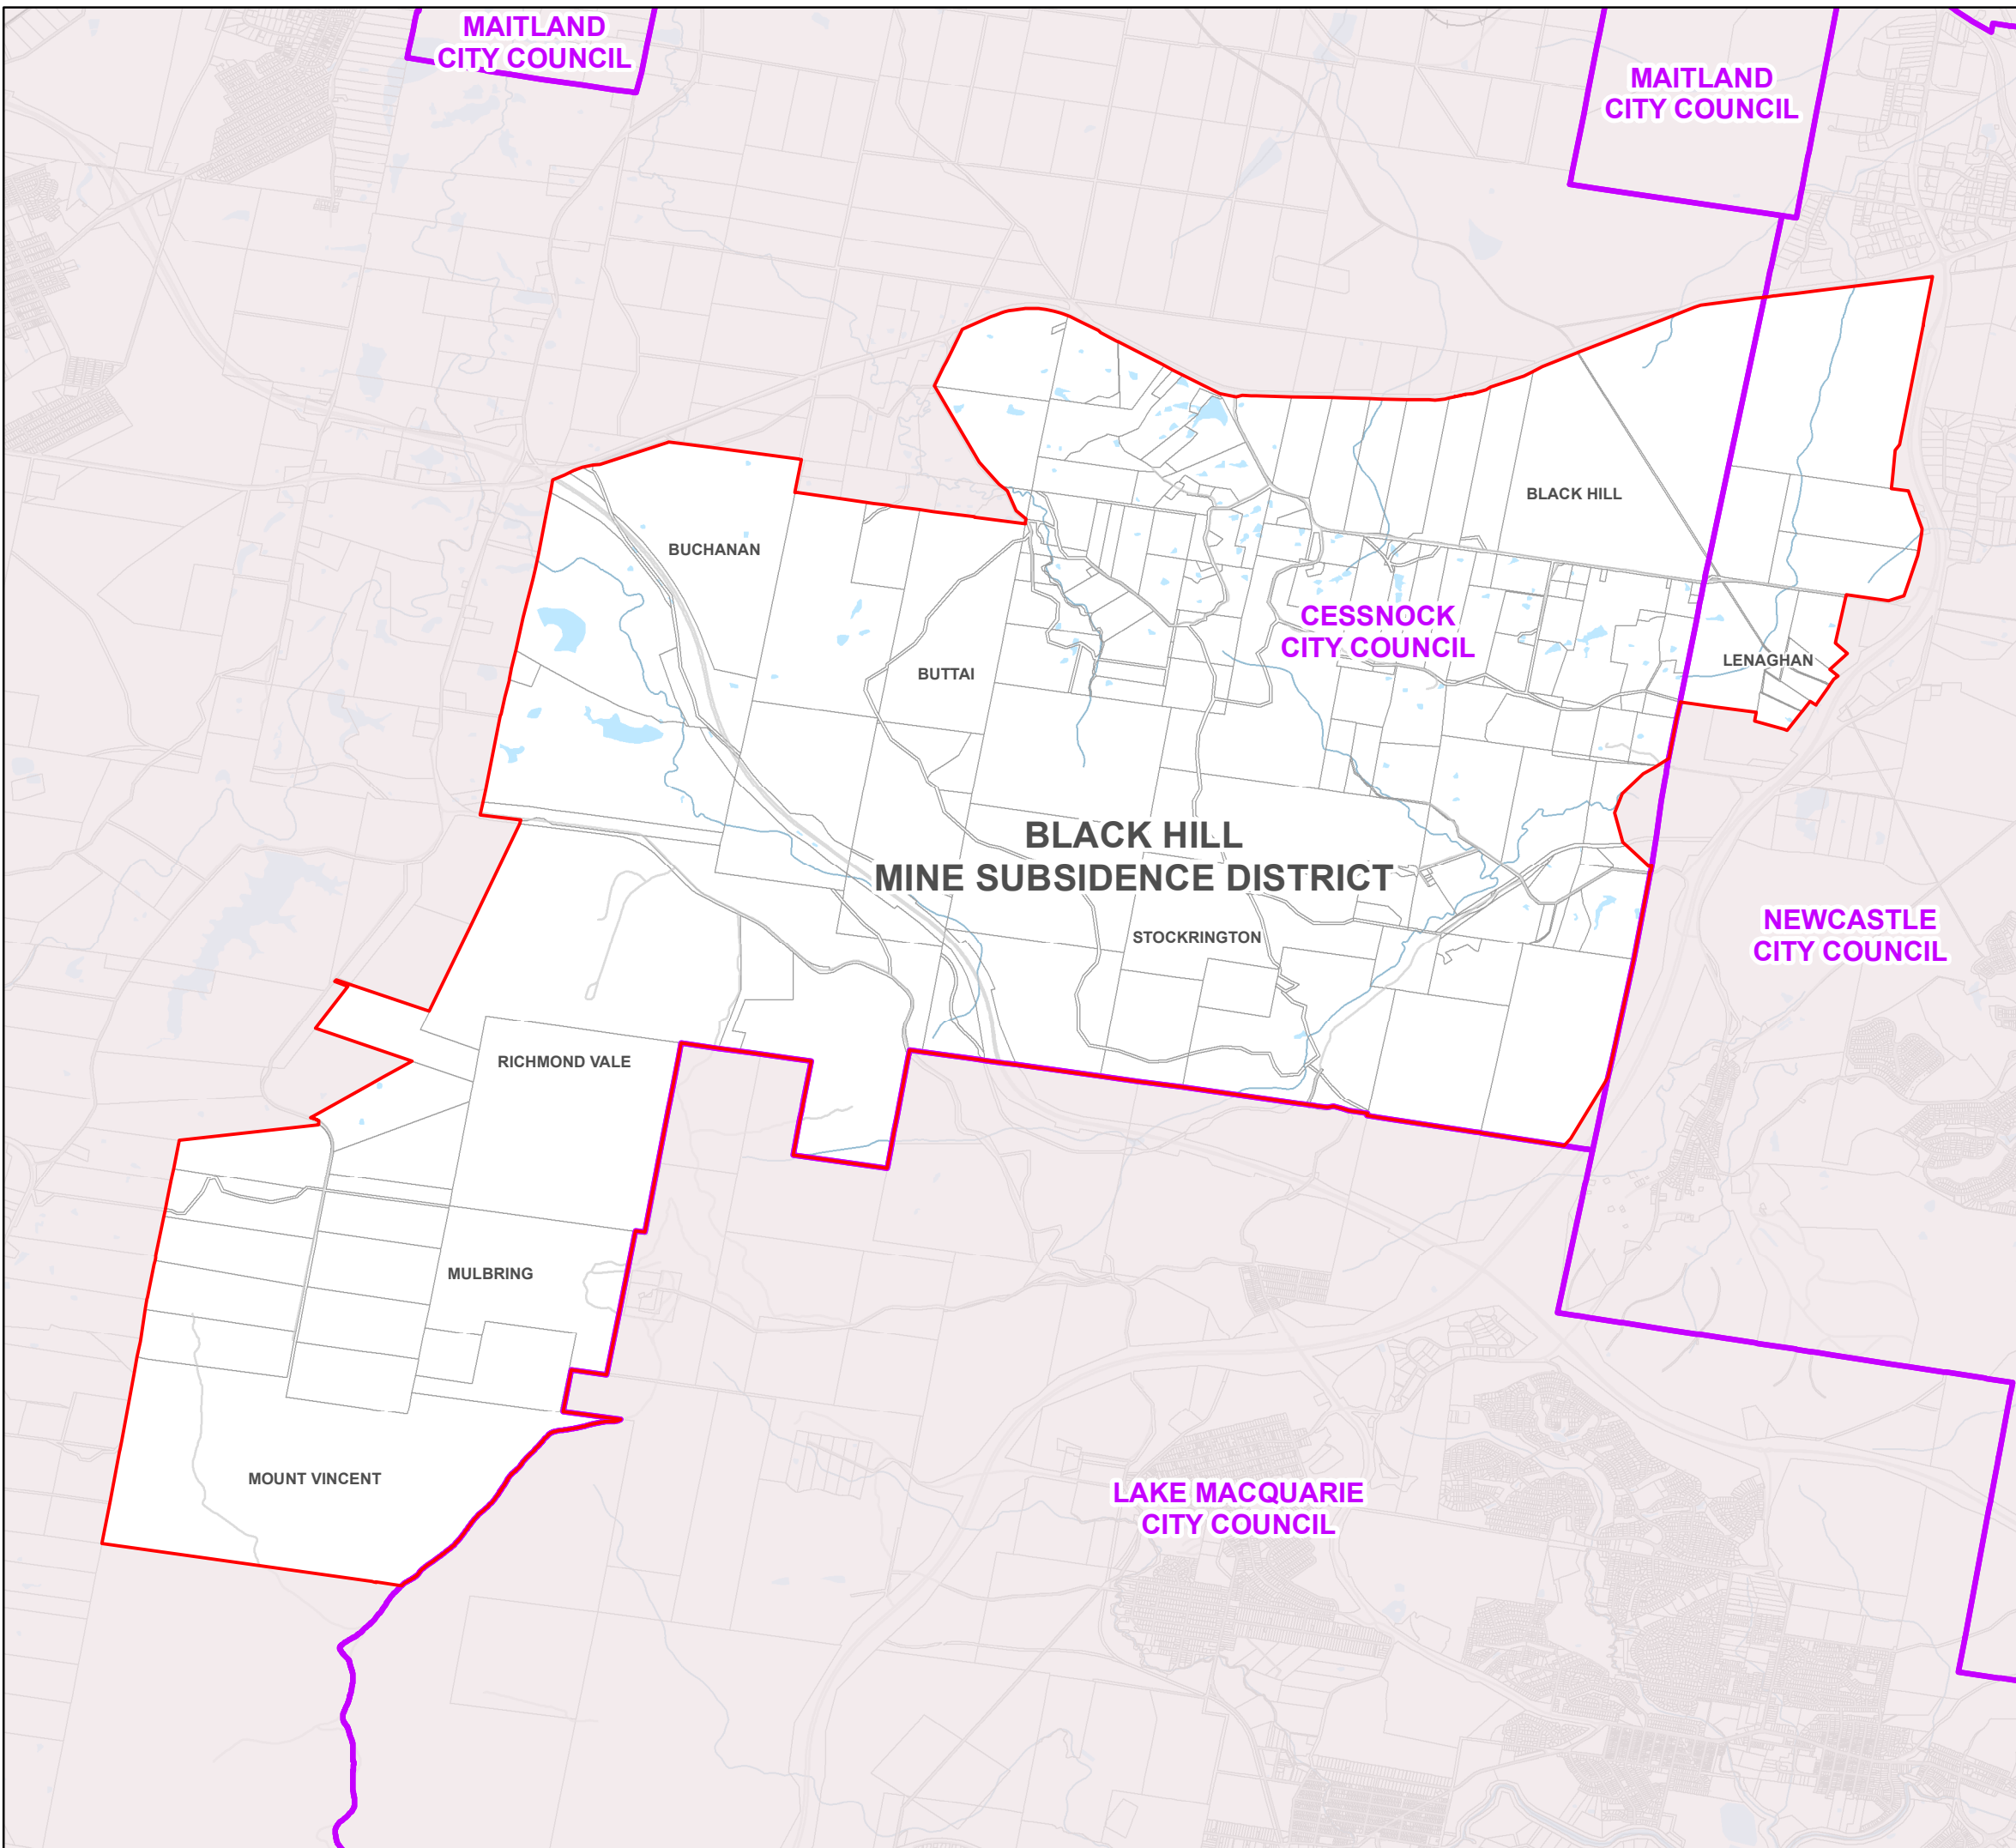 MAITLAND
CITY COUNCIL
MAITLAND
CITY COUNCIL
BLACK HILL
BUCHANAN
CESSNOCK
CITY COUNCIL
LENAGHAN
BUTTAI
BLACK HILL
MINE SUBSIDENCE DISTRICT
NEWCASTLE
CITY COUNCIL
STOCKRINGTON
RICHMOND VALE
MULBRING
MOUNT VINCENT
LAKE MACQUARIE
CITY COUNCIL